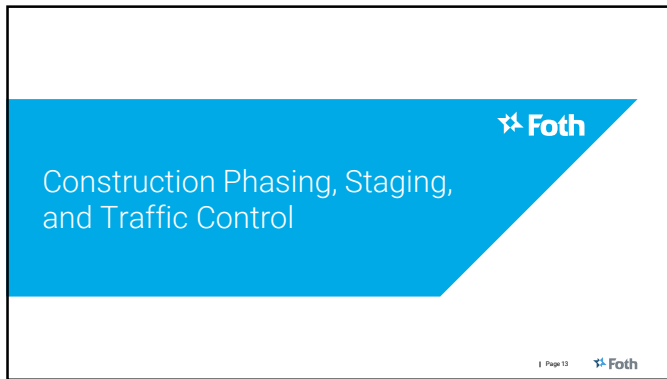 Foth
Construction Phasing, Staging,
and Traffic Control
| Page 13
Foth